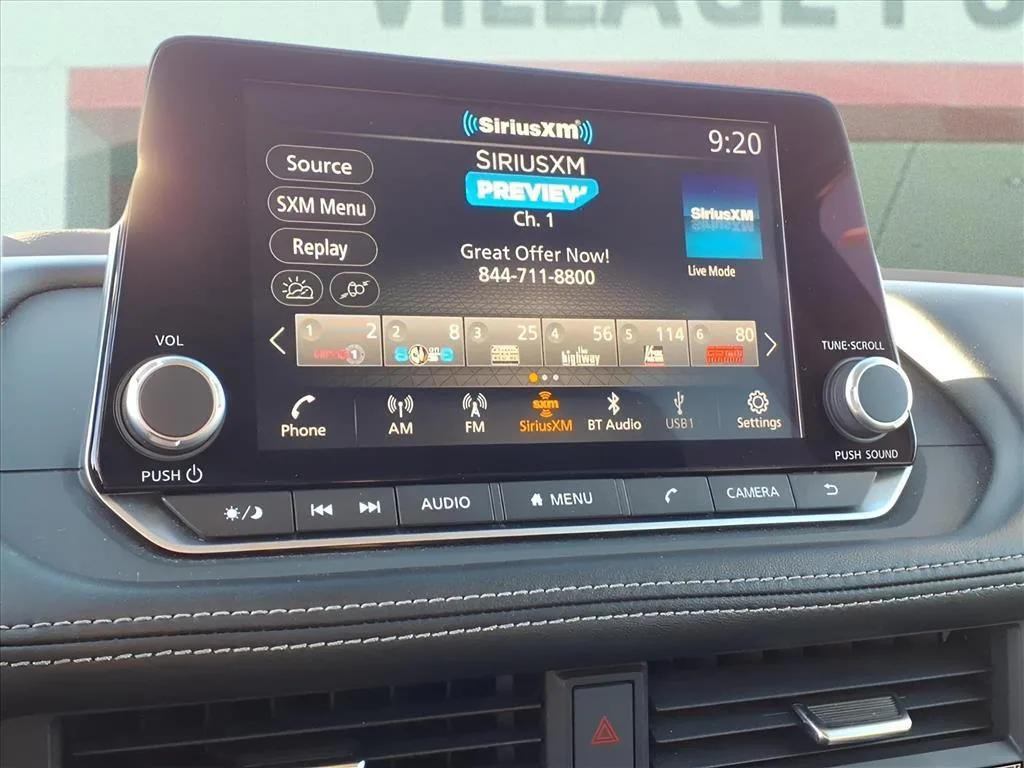 VILLAGE
SiriusXM
9:20
Source
SXM Menu
Replay
SIRIUSXM
PREVIEW
Ch. 1
Great Offer Now!
844-711-8800
SiriusXM
Live Mode
1 2
2 8
3 25
4 56
the highway
5 114
6 80
Phone
AM
FM
sxm
SiriusXM
BT Audio
USB1
Settings
VOL
PUSH
TUNE·SCROLL
PUSH SOUND
AUDIO
MENU
CAMERA